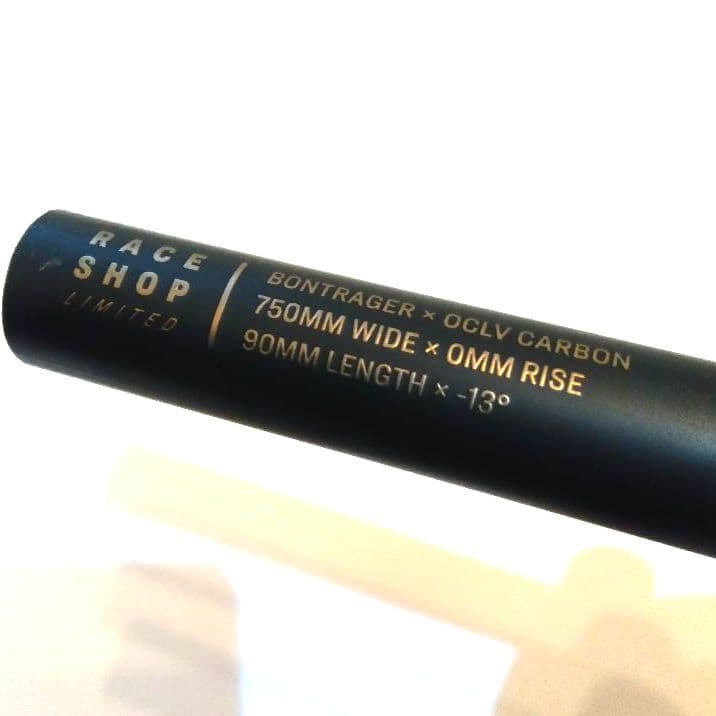 RACE
SHOP
LIMITED
BONTRAGER × OCLV CARBON
750MM WIDE × 0MM RISE
90MM LENGTH × -13°